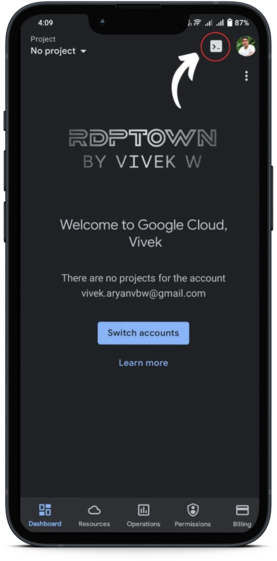 4:09
87%
Project
No project
RDPTOWN
BY VIVEK W
Welcome to Google Cloud,
Vivek
There are no projects for the account
vivek.aryanvbw@gmail.com
Switch accounts
Learn more
Dashboard
Resources
Operations
Permissions
Billing